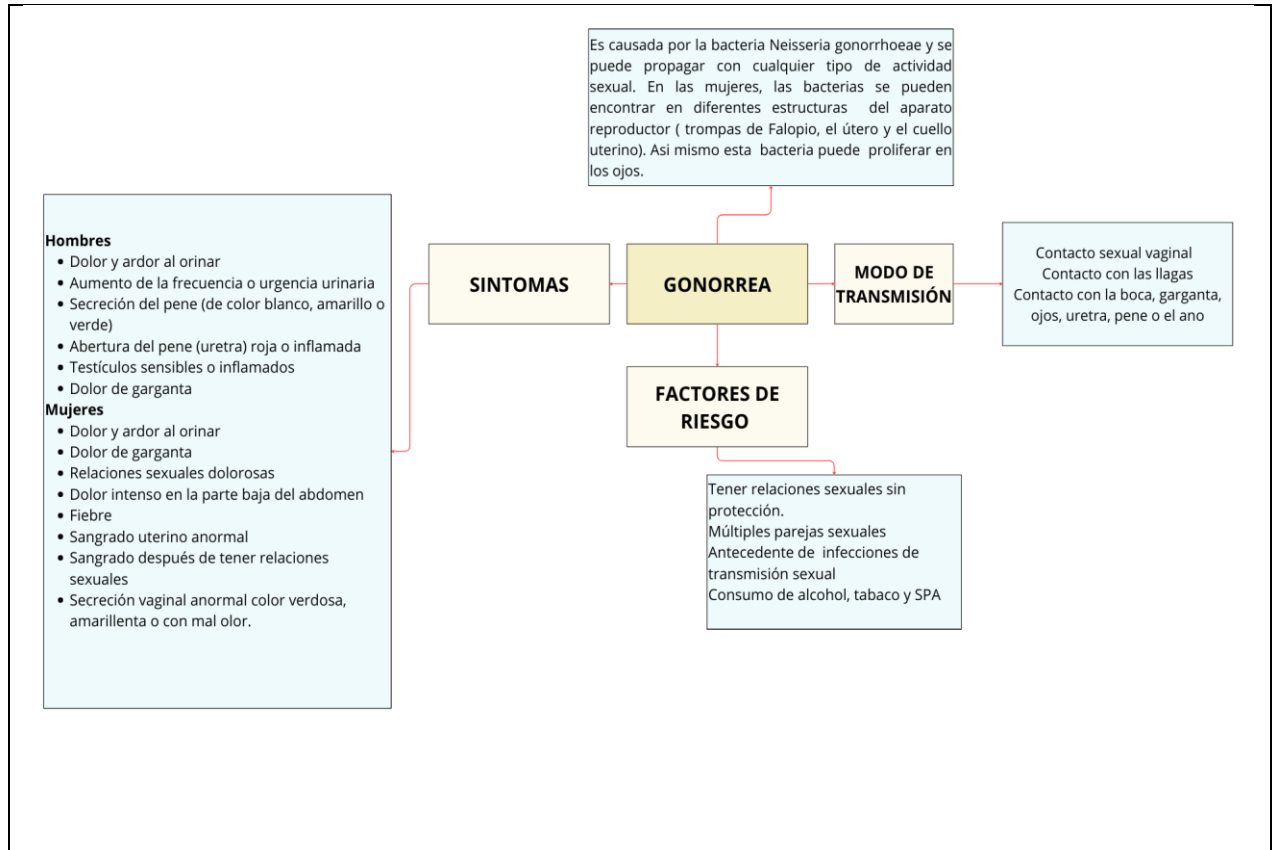 Es causada por la bacteria Neisseria gonorrhoeae y se
puede propagar con cualquier tipo de actividad
sexual. En las mujeres, las bacterias se pueden
encontrar en diferentes estructuras del aparato
reproductor ( trompas de Falopio, el útero y el cuello
uterino). Asi mismo esta bacteria puede proliferar en
los ojos.
Hombres
• Dolor y ardor al orinar
• Aumento de la frecuencia o urgencia urinaria
• Secreción del pene (de color blanco, amarillo o
verde)
• Abertura del pene (uretra) roja o inflamada
• Testículos sensibles o inflamados
• Dolor de garganta
Mujeres
• Dolor y ardor al orinar
• Dolor de garganta
• Relaciones sexuales dolorosas
• Dolor intenso en la parte baja del abdomen
• Fiebre
• Sangrado uterino anormal
• Sangrado después de tener relaciones
sexuales
• Secreción vaginal anormal color verdosa,
amarillenta o con mal olor.
SINTOMAS
GONORREA
MODO DE
TRANSMISIÓN
Contacto sexual vaginal
Contacto con las llagas
Contacto con la boca, garganta,
ojos, uretra, pene o el ano
FACTORES DE
RIESGO
Tener relaciones sexuales sin
protección.
Múltiples parejas sexuales
Antecedente de infecciones de
transmisión sexual
Consumo de alcohol, tabaco y SPA